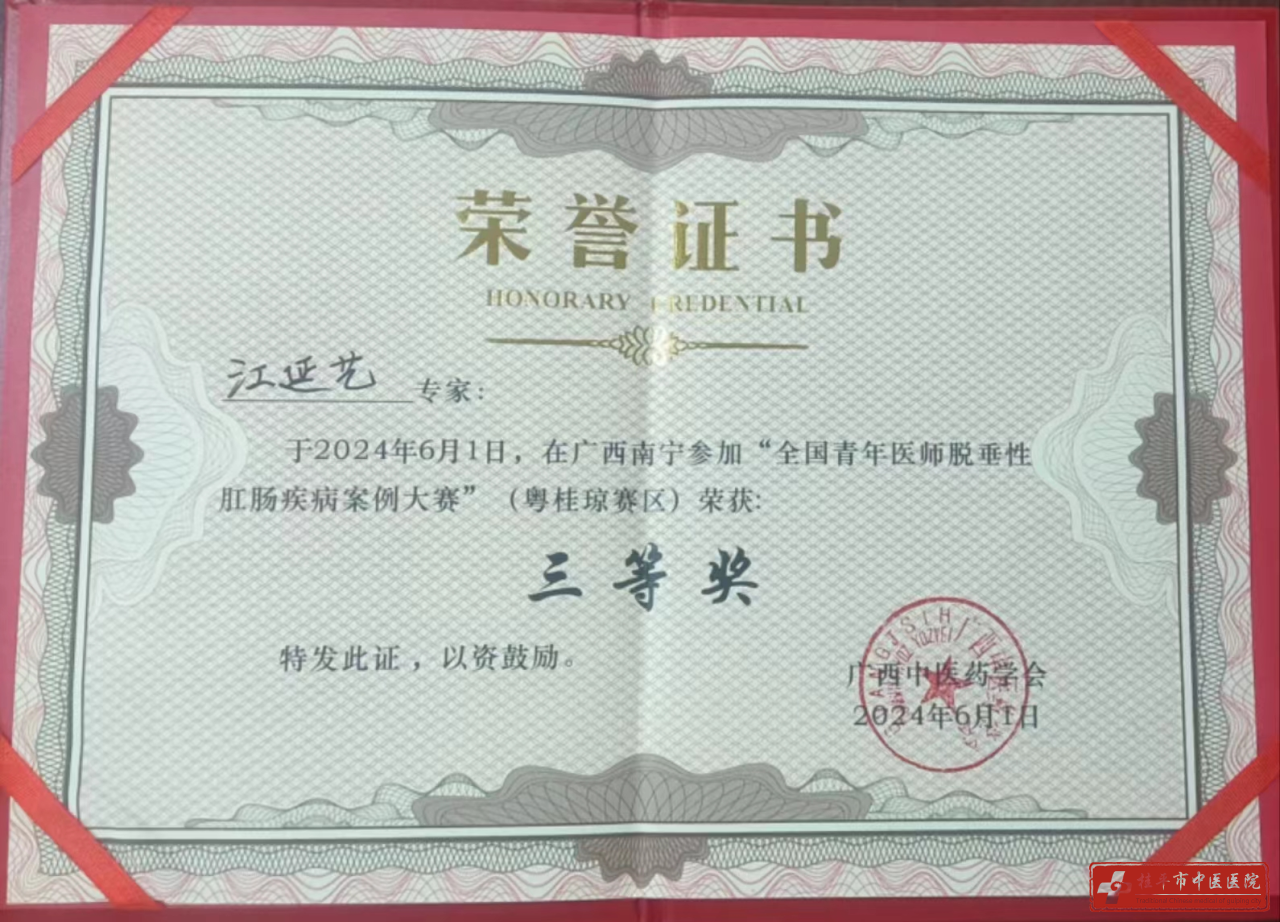 荣誉证书
HONORARY CREDENTIAL
江延艺 专家:
于2024年6月1日，在广西南宁参加“全国青年医师脱垂性
肛肠疾病案例大赛”（粤桂琼赛区）荣获:
三等奖
特发此证，以资鼓励。
广西中医药学会
2024年6月1日
市中医医院